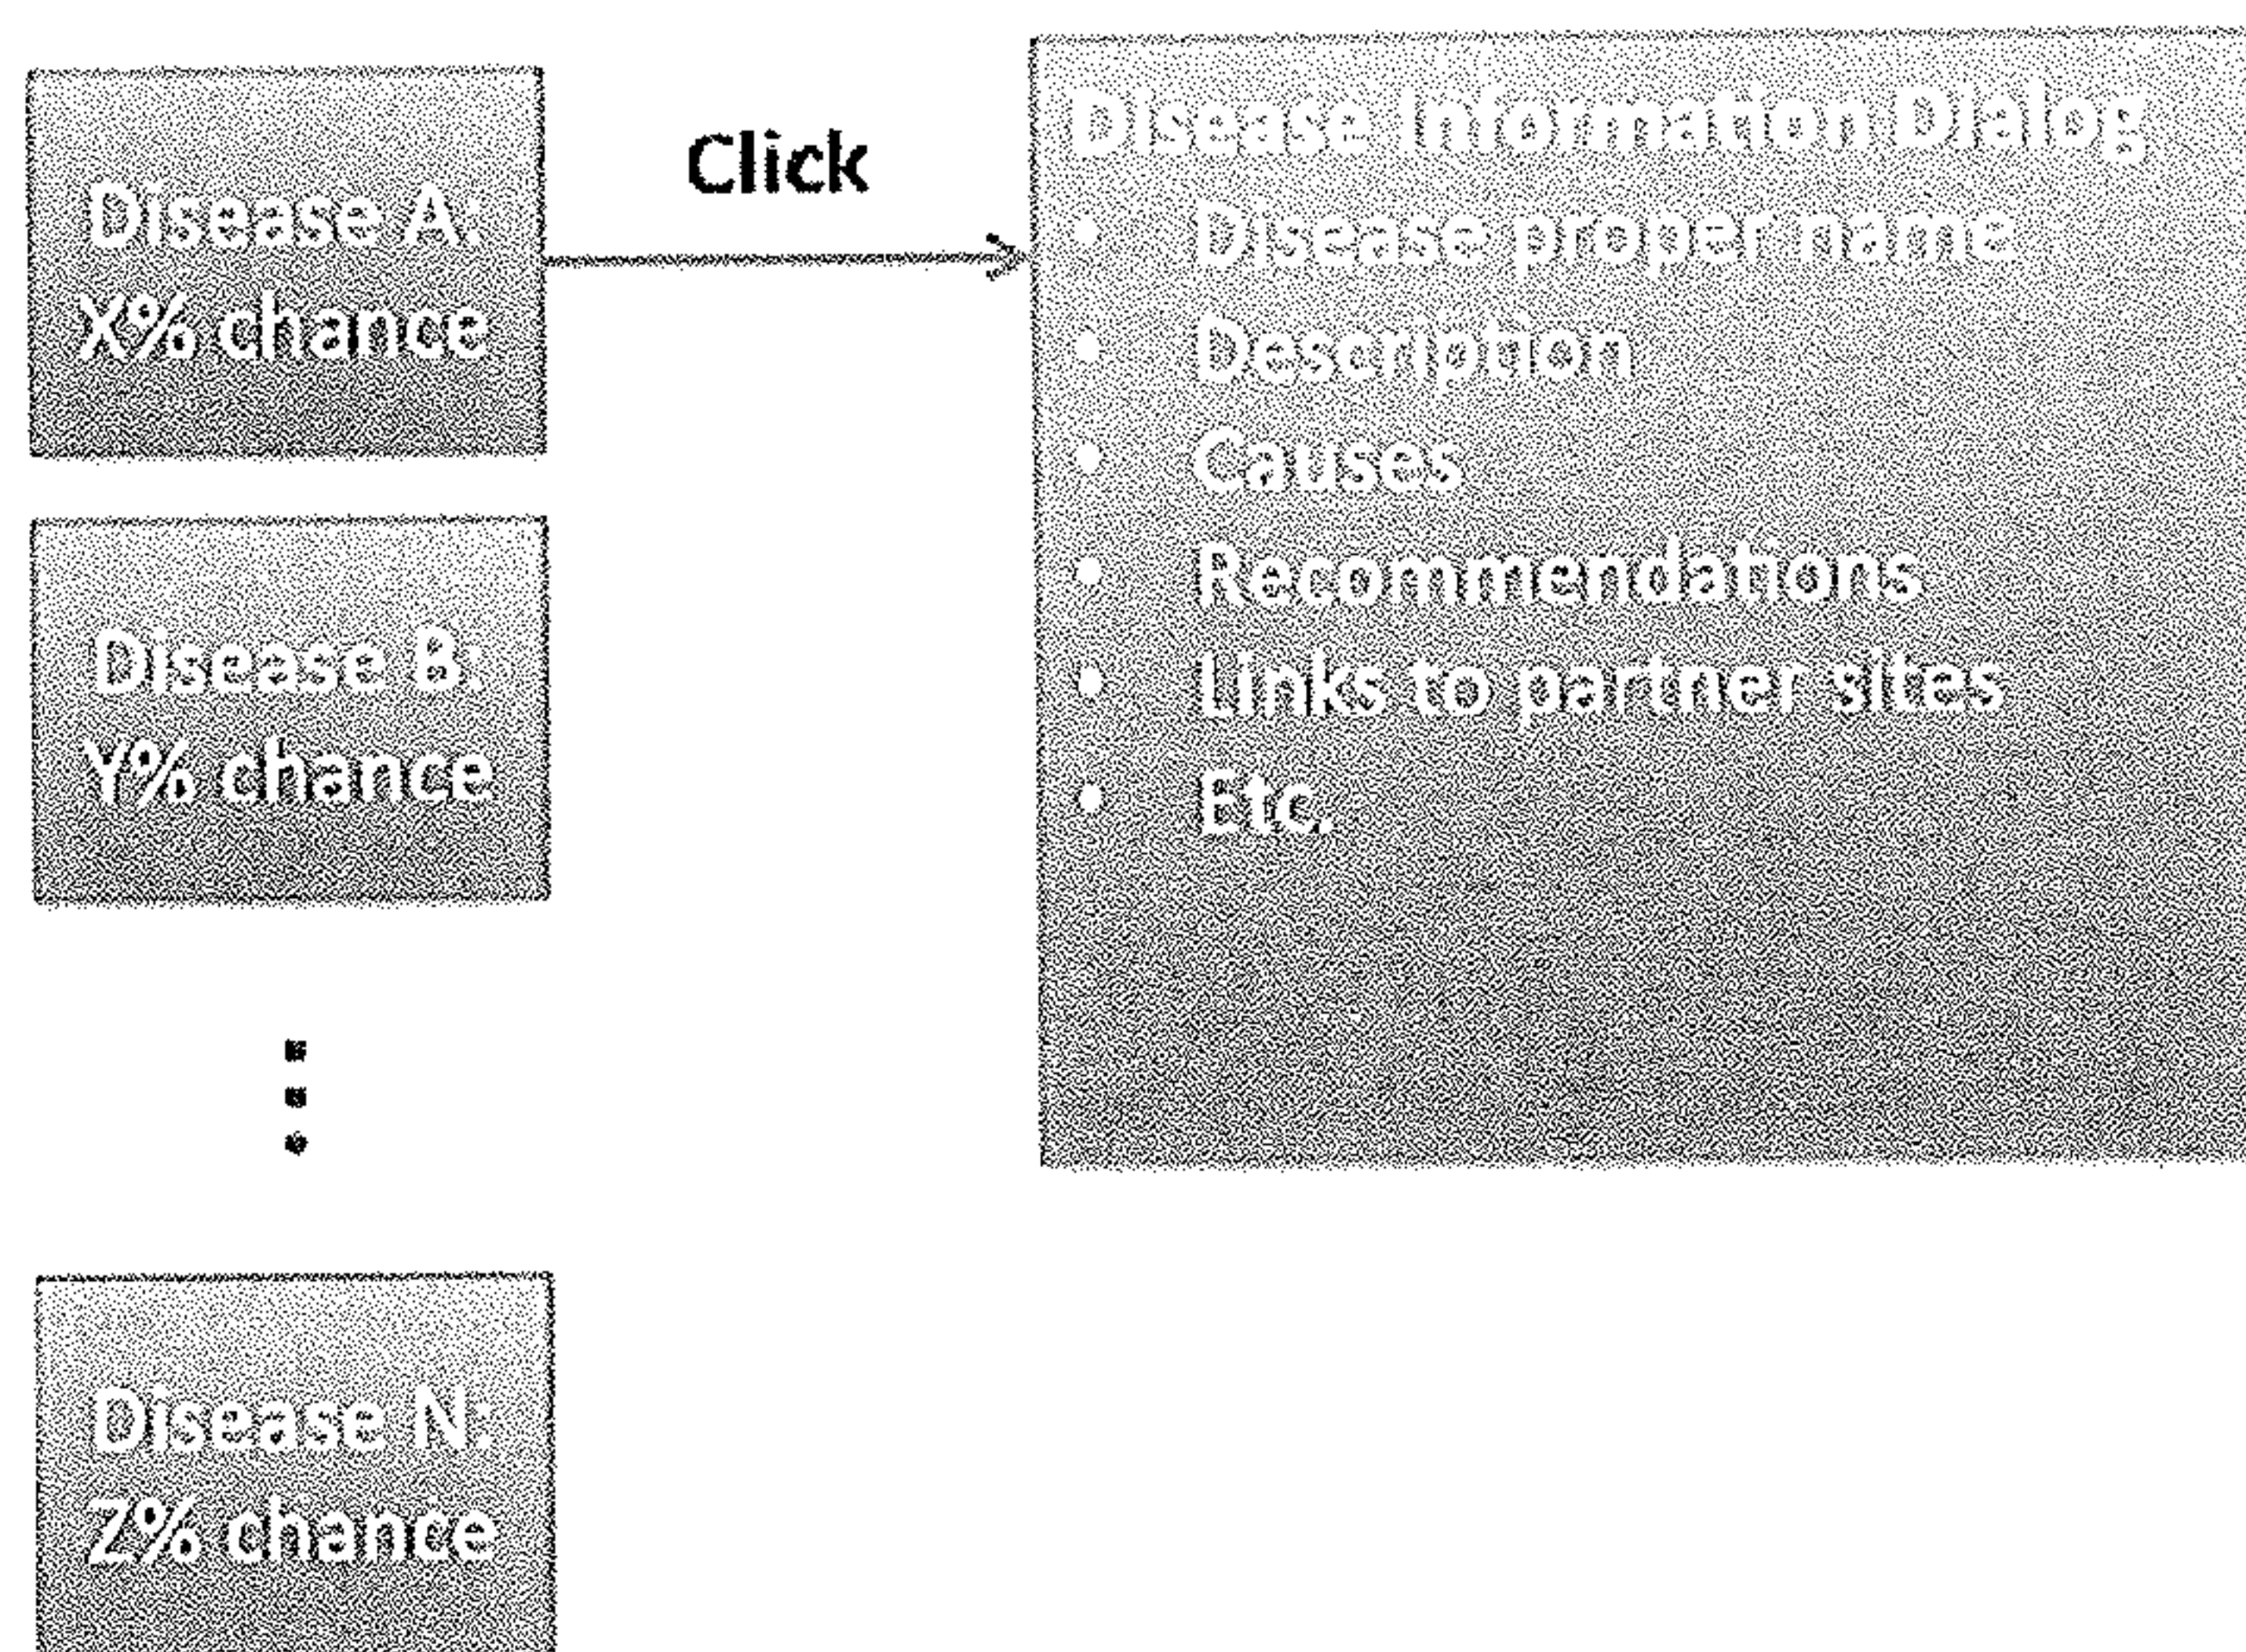 Disease A:
X% chance
Click
Disease Information Dialog
• Disease proper name
• Description
• Causes
• Recommendations
• Links to partner sites
• Etc.
Disease B:
Y% chance
Disease N:
Z% chance